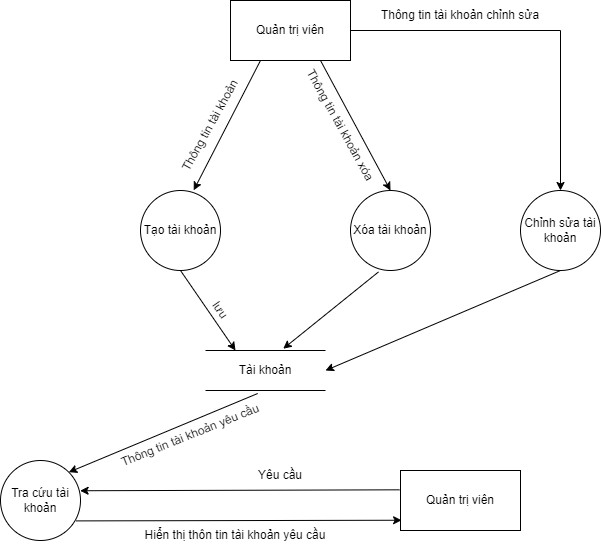 Thông tin tài khoản chỉnh sửa
Quản trị viên
Thông tin tài khoản
Thông tin tài khoản xóa
Tạo tài khoản
Xóa tài khoản
Chỉnh sửa tài
khoản
lưu
Tài khoản
Thông tin tài khoản yêu cầu
Tra cứu tài
khoản
Yêu cầu
Quản trị viên
Hiển thị thôn tin tài khoản yêu cầu